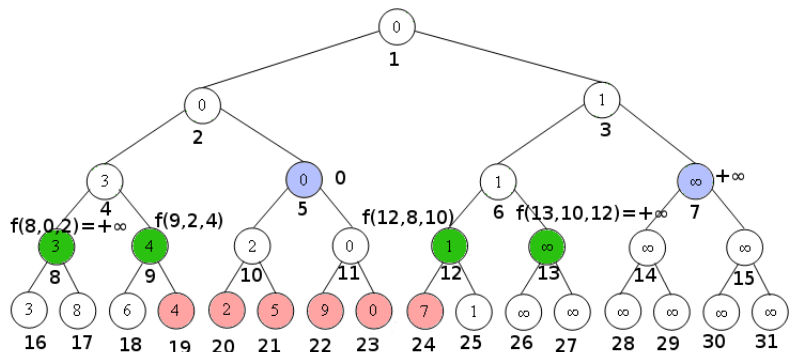 0
1
0 1
2 3
3 0 0 1 ∞ +∞
4 5 6 7
f(8,0,2)=+∞ f(9,2,4) f(12,8,10) f(13,10,12)=+∞
3 4 2 0 1 ∞ ∞ ∞
8 9 10 11 12 13 14 15
3 8 6 4 2 5 9 0 7 1 ∞ ∞ ∞ ∞ ∞ ∞
16 17 18 19 20 21 22 23 24 25 26 27 28 29 30 31